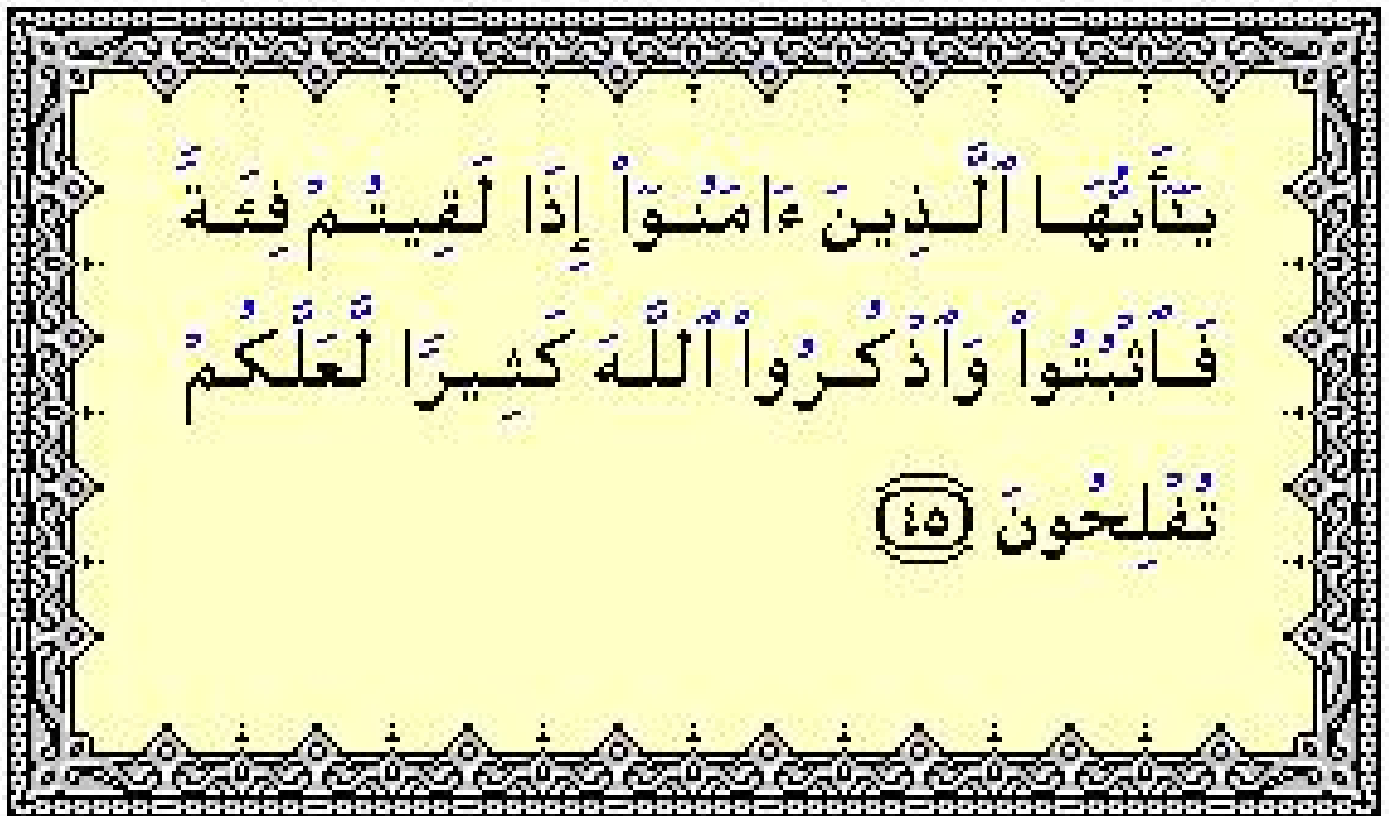 يَٰٓأَيُّهَا ٱلَّذِينَ ءَامَنُوٓا۟ إِذَا لَقِيتُمْ فِئَةً
فَٱثْبُتُوا۟ وَٱذْكُرُوا۟ ٱللَّهَ كَثِيرًا لَّعَلَّكُمْ
تُفْلِحُونَ ٤٥